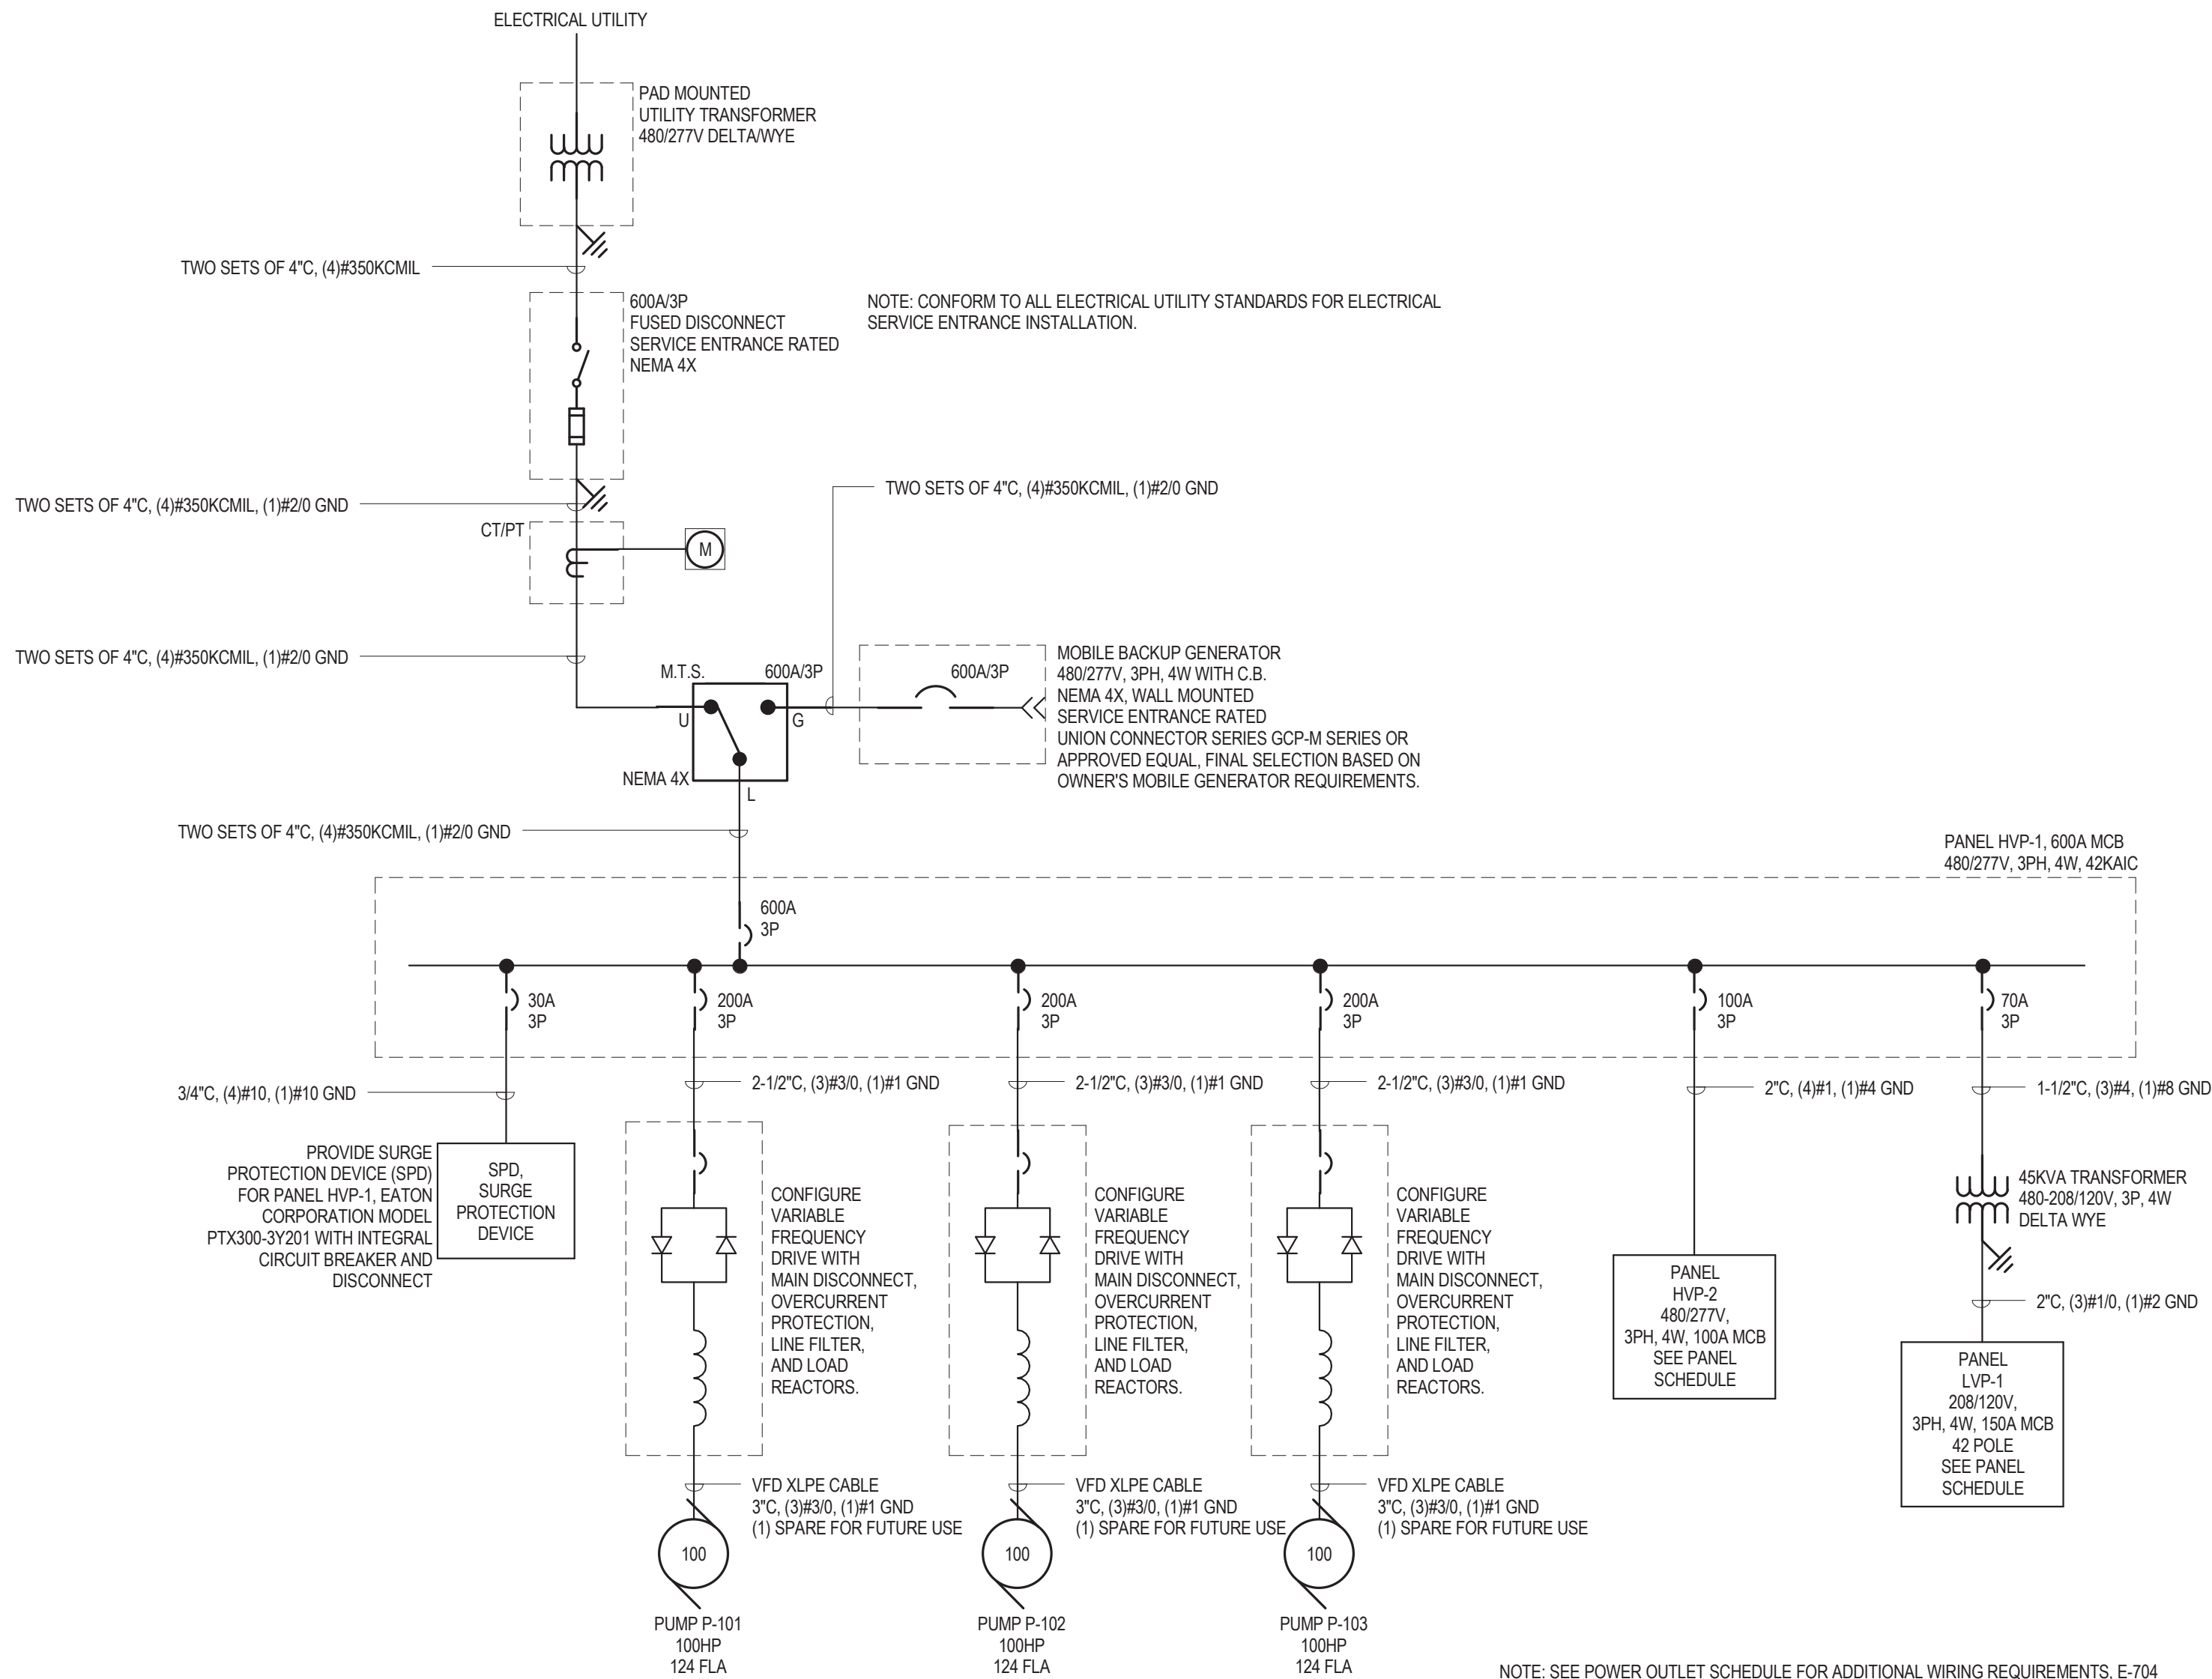 ELECTRICAL UTILITY
PAD MOUNTED
UTILITY TRANSFORMER
480/277V DELTA/WYE
TWO SETS OF 4"C, (4)#350KCMIL
600A/3P
FUSED DISCONNECT
SERVICE ENTRANCE RATED
NEMA 4X
NOTE: CONFORM TO ALL ELECTRICAL UTILITY STANDARDS FOR ELECTRICAL
SERVICE ENTRANCE INSTALLATION.
TWO SETS OF 4"C, (4)#350KCMIL, (1)#2/0 GND
TWO SETS OF 4"C, (4)#350KCMIL, (1)#2/0 GND
CT/PT
M
TWO SETS OF 4"C, (4)#350KCMIL, (1)#2/0 GND
M.T.S.
600A/3P
U
G
L
NEMA 4X
600A/3P
MOBILE BACKUP GENERATOR
480/277V, 3PH, 4W WITH C.B.
NEMA 4X, WALL MOUNTED
SERVICE ENTRANCE RATED
UNION CONNECTOR SERIES GCP-M SERIES OR
APPROVED EQUAL, FINAL SELECTION BASED ON
OWNER'S MOBILE GENERATOR REQUIREMENTS.
TWO SETS OF 4"C, (4)#350KCMIL, (1)#2/0 GND
PANEL HVP-1, 600A MCB
480/277V, 3PH, 4W, 42KAIC
600A
3P
30A
3P
200A
3P
200A
3P
200A
3P
100A
3P
70A
3P
3/4"C, (4)#10, (1)#10 GND
2-1/2"C, (3)#3/0, (1)#1 GND
2-1/2"C, (3)#3/0, (1)#1 GND
2-1/2"C, (3)#3/0, (1)#1 GND
2"C, (4)#1, (1)#4 GND
1-1/2"C, (3)#4, (1)#8 GND
PROVIDE SURGE
PROTECTION DEVICE (SPD)
FOR PANEL HVP-1, EATON
CORPORATION MODEL
PTX300-3Y201 WITH INTEGRAL
CIRCUIT BREAKER AND
DISCONNECT
SPD,
SURGE
PROTECTION
DEVICE
CONFIGURE
VARIABLE
FREQUENCY
DRIVE WITH
MAIN DISCONNECT,
OVERCURRENT
PROTECTION,
LINE FILTER,
AND LOAD
REACTORS.
CONFIGURE
VARIABLE
FREQUENCY
DRIVE WITH
MAIN DISCONNECT,
OVERCURRENT
PROTECTION,
LINE FILTER,
AND LOAD
REACTORS.
CONFIGURE
VARIABLE
FREQUENCY
DRIVE WITH
MAIN DISCONNECT,
OVERCURRENT
PROTECTION,
LINE FILTER,
AND LOAD
REACTORS.
45KVA TRANSFORMER
480-208/120V, 3P, 4W
DELTA WYE
PANEL
HVP-2
480/277V,
3PH, 4W, 100A MCB
SEE PANEL
SCHEDULE
2"C, (3)#1/0, (1)#2 GND
PANEL
LVP-1
208/120V,
3PH, 4W, 150A MCB
42 POLE
SEE PANEL
SCHEDULE
VFD XLPE CABLE
3"C, (3)#3/0, (1)#1 GND
(1) SPARE FOR FUTURE USE
VFD XLPE CABLE
3"C, (3)#3/0, (1)#1 GND
(1) SPARE FOR FUTURE USE
VFD XLPE CABLE
3"C, (3)#3/0, (1)#1 GND
(1) SPARE FOR FUTURE USE
100
100
100
PUMP P-101
100HP
124 FLA
PUMP P-102
100HP
124 FLA
PUMP P-103
100HP
124 FLA
NOTE: SEE POWER OUTLET SCHEDULE FOR ADDITIONAL WIRING REQUIREMENTS, E-704